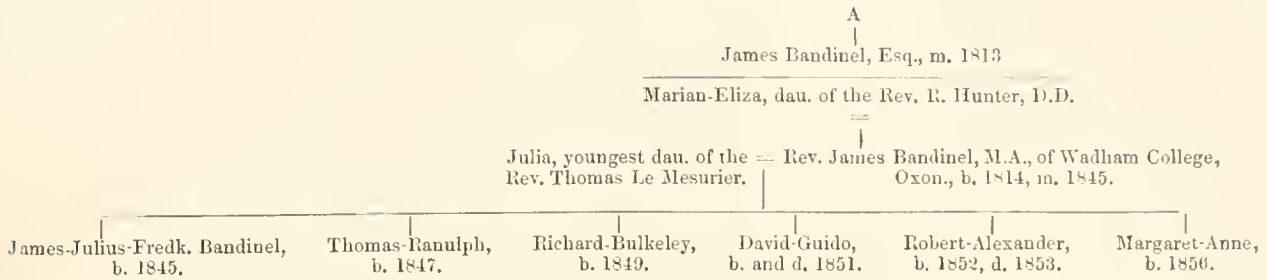 A
James Bandinel, Esq., m. 1813
Marian-Eliza, dau. of the Rev. R. Hunter, D.D.
=
Julia, youngest dau. of the = Rev. James Bandinel, M.A., of Wadham College,
Rev. Thomas Le Mesurier. Oxon., b. 1814, m. 1845.
James-Julius-Fredk. Bandinel, Thomas-Ranulph, Richard-Bulkeley, David-Guido, Robert-Alexander, Margaret-Anne,
b. 1845. b. 1847. b. 1849. b. and d. 1851. b. 1852, d. 1853. b. 1856.